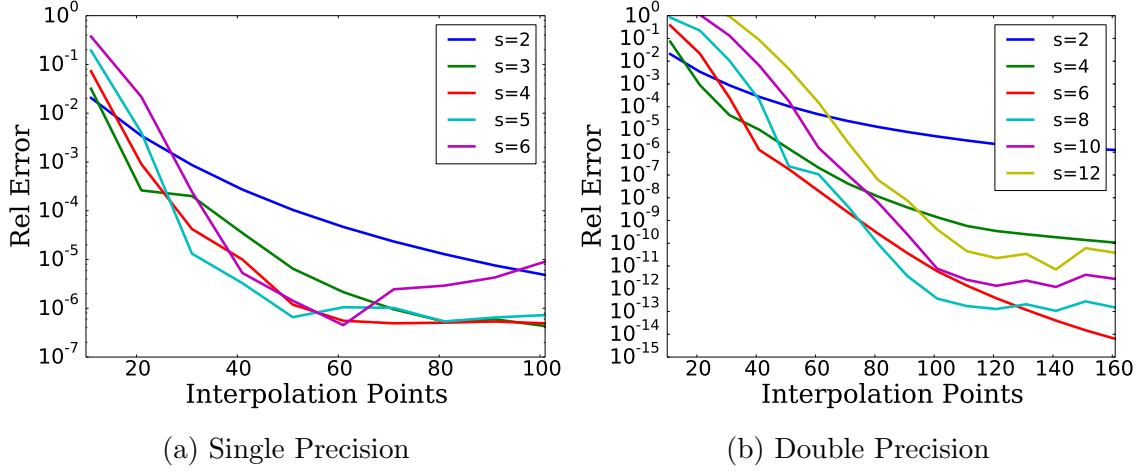 10^0
10^-1
10^-2
10^-3
10^-4
10^-5
10^-6
10^-7
Rel Error
s=2
s=3
s=4
s=5
s=6
20 40 60 80 100
Interpolation Points
(a) Single Precision
10^0
10^-1
10^-2
10^-3
10^-4
10^-5
10^-6
10^-7
10^-8
10^-9
10^-10
10^-11
10^-12
10^-13
10^-14
10^-15
Rel Error
s=2
s=4
s=6
s=8
s=10
s=12
20 40 60 80 100 120 140 160
Interpolation Points
(b) Double Precision